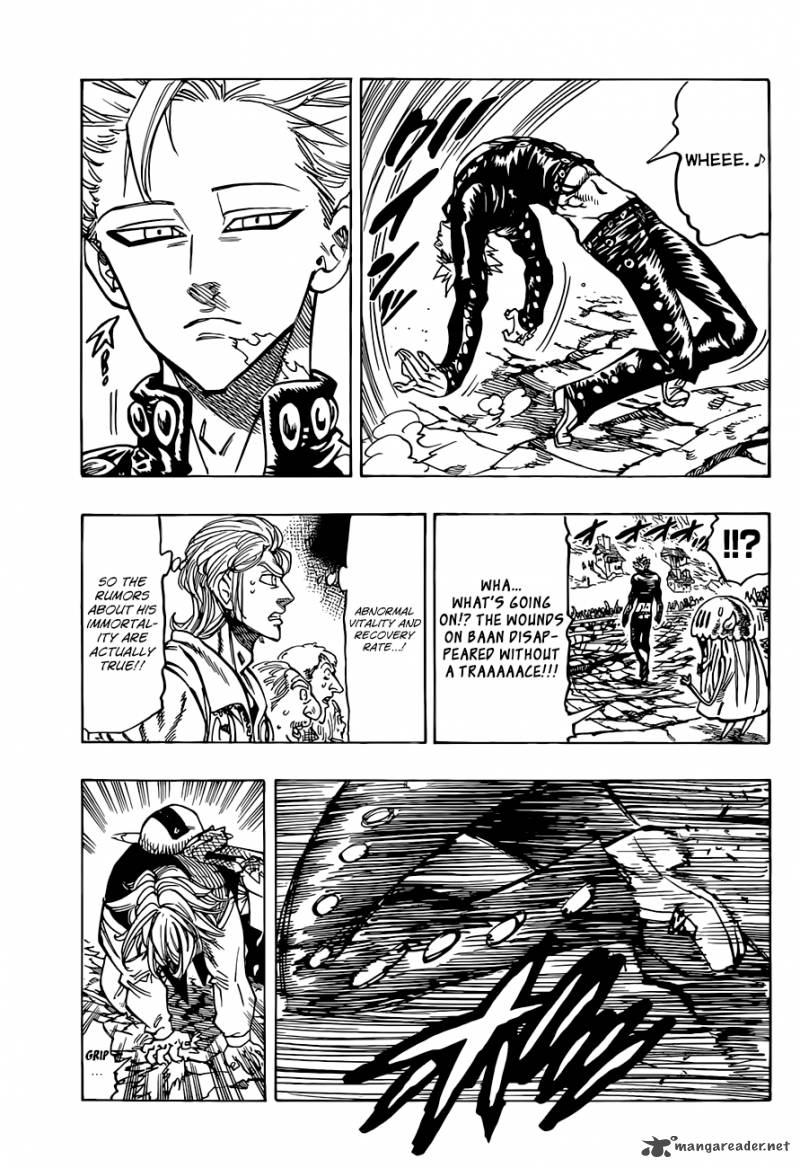 WHEEE.♪
!!?
WHA...
WHAT'S GOING
ON!? THE WOUNDS
ON BAAN DISAP-
PEARED WITHOUT
A TRAAAAACE!!!
ABNORMAL
VITALITY AND
RECOVERY
RATE...!
SO THE
RUMORS
ABOUT HIS
IMMORTAL-
ITY ARE
ACTUALLY
TRUE!!
GRIP
...
mangareader.net